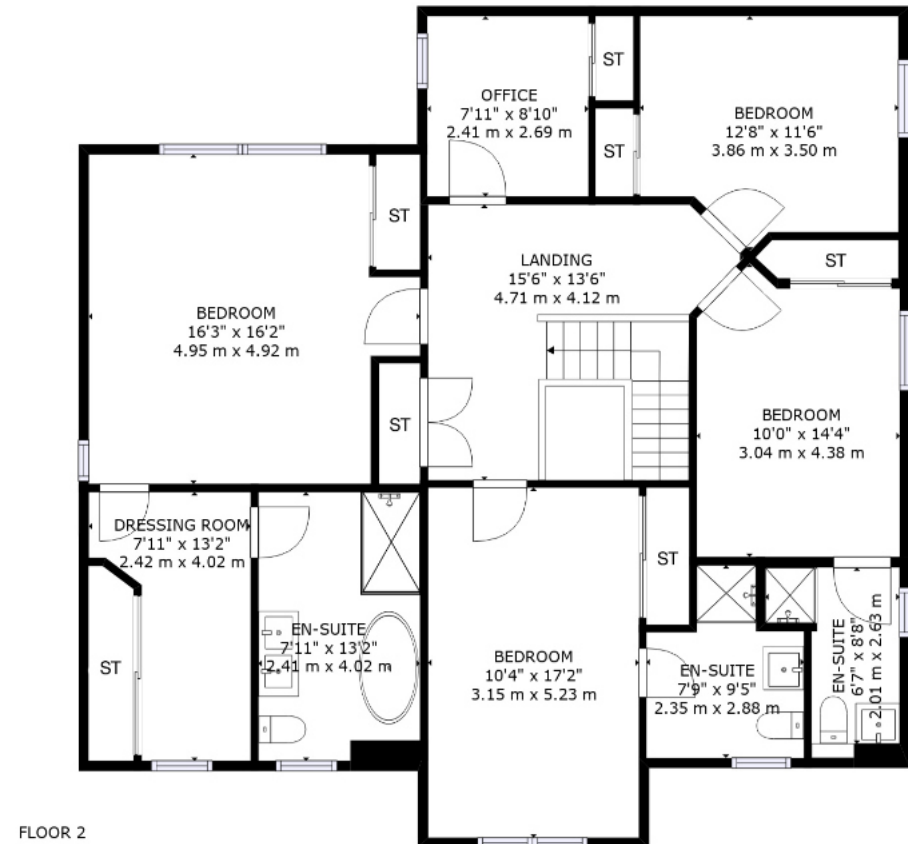 OFFICE
7'11" x 8'10"
2.41 m x 2.69 m
ST
ST
BEDROOM
12'8" x 11'6"
3.86 m x 3.50 m
ST
LANDING
15'6" x 13'6"
4.71 m x 4.12 m
ST
BEDROOM
16'3" x 16'2"
4.95 m x 4.92 m
ST
BEDROOM
10'0" x 14'4"
3.04 m x 4.38 m
DRESSING ROOM
7'11" x 13'2"
2.42 m x 4.02 m
ST
EN-SUITE
7'11" x 13'2"
2.41 m x 4.02 m
ST
BEDROOM
10'4" x 17'2"
3.15 m x 5.23 m
EN-SUITE
7'9" x 9'5"
2.35 m x 2.88 m
EN-SUITE
6'7" x 8'8"
2.01 m x 2.63 m
FLOOR 2